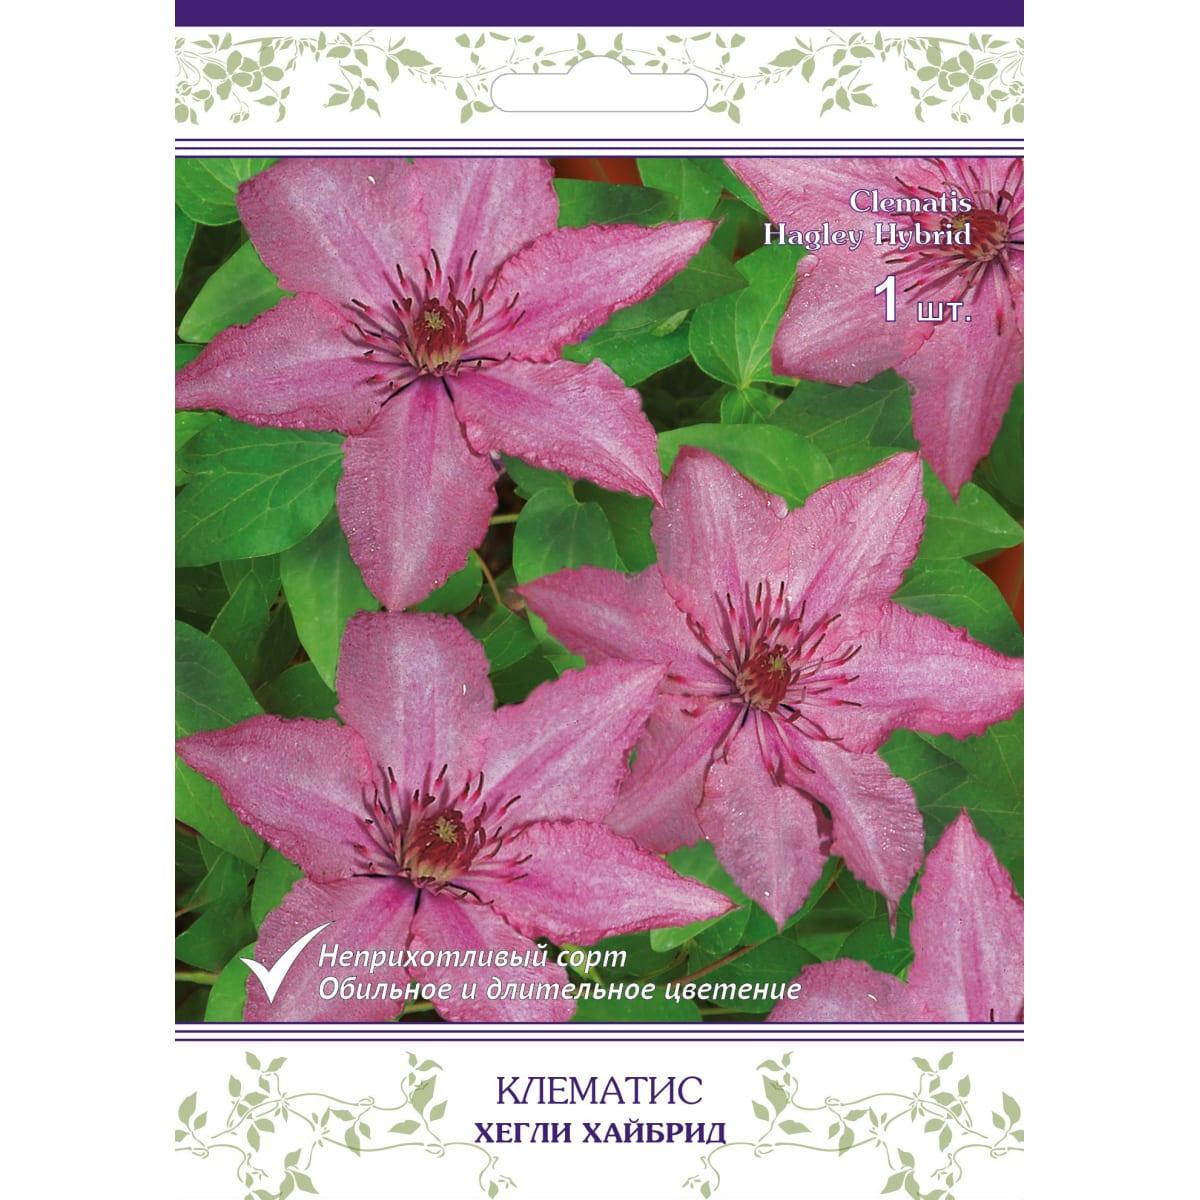 Clematis
Hagley Hybrid
1 шт.
Неприхотливый сорт
Обильное и длительное цветение
КЛЕМАТИС
ХЕГЛИ ХАЙБРИД